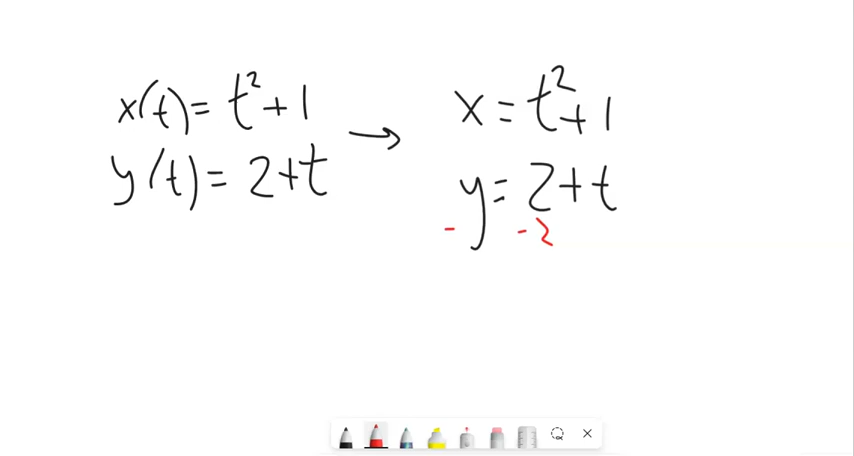 x(t) = t² + 1 → x = t² + 1
y(t) = 2 + t y = 2 + t
- -2